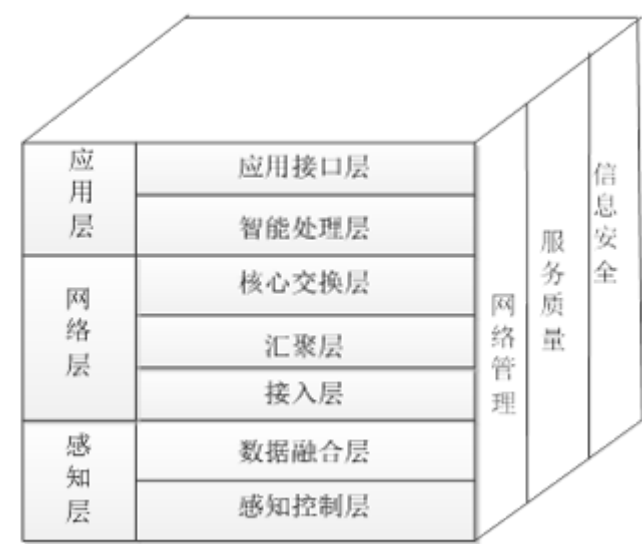 应用层
应用接口层
智能处理层
网络层
核心交换层
汇聚层
接入层
感知层
数据融合层
感知控制层
网络管理
服务质量
信息安全